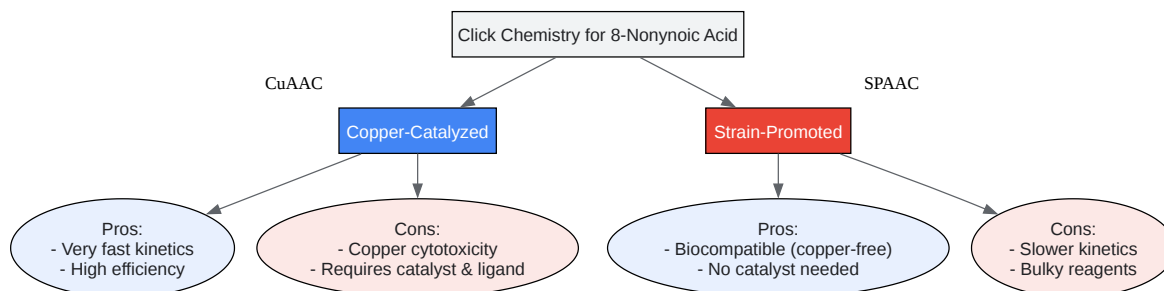 Click Chemistry for 8-Nonynoic Acid
CuAAC
SPAAC
Copper-Catalyzed
Strain-Promoted
Pros:
- Very fast kinetics
- High efficiency
Cons:
- Copper cytotoxicity
- Requires catalyst & ligand
Pros:
- Biocompatible (copper-free)
- No catalyst needed
Cons:
- Slower kinetics
- Bulky reagents